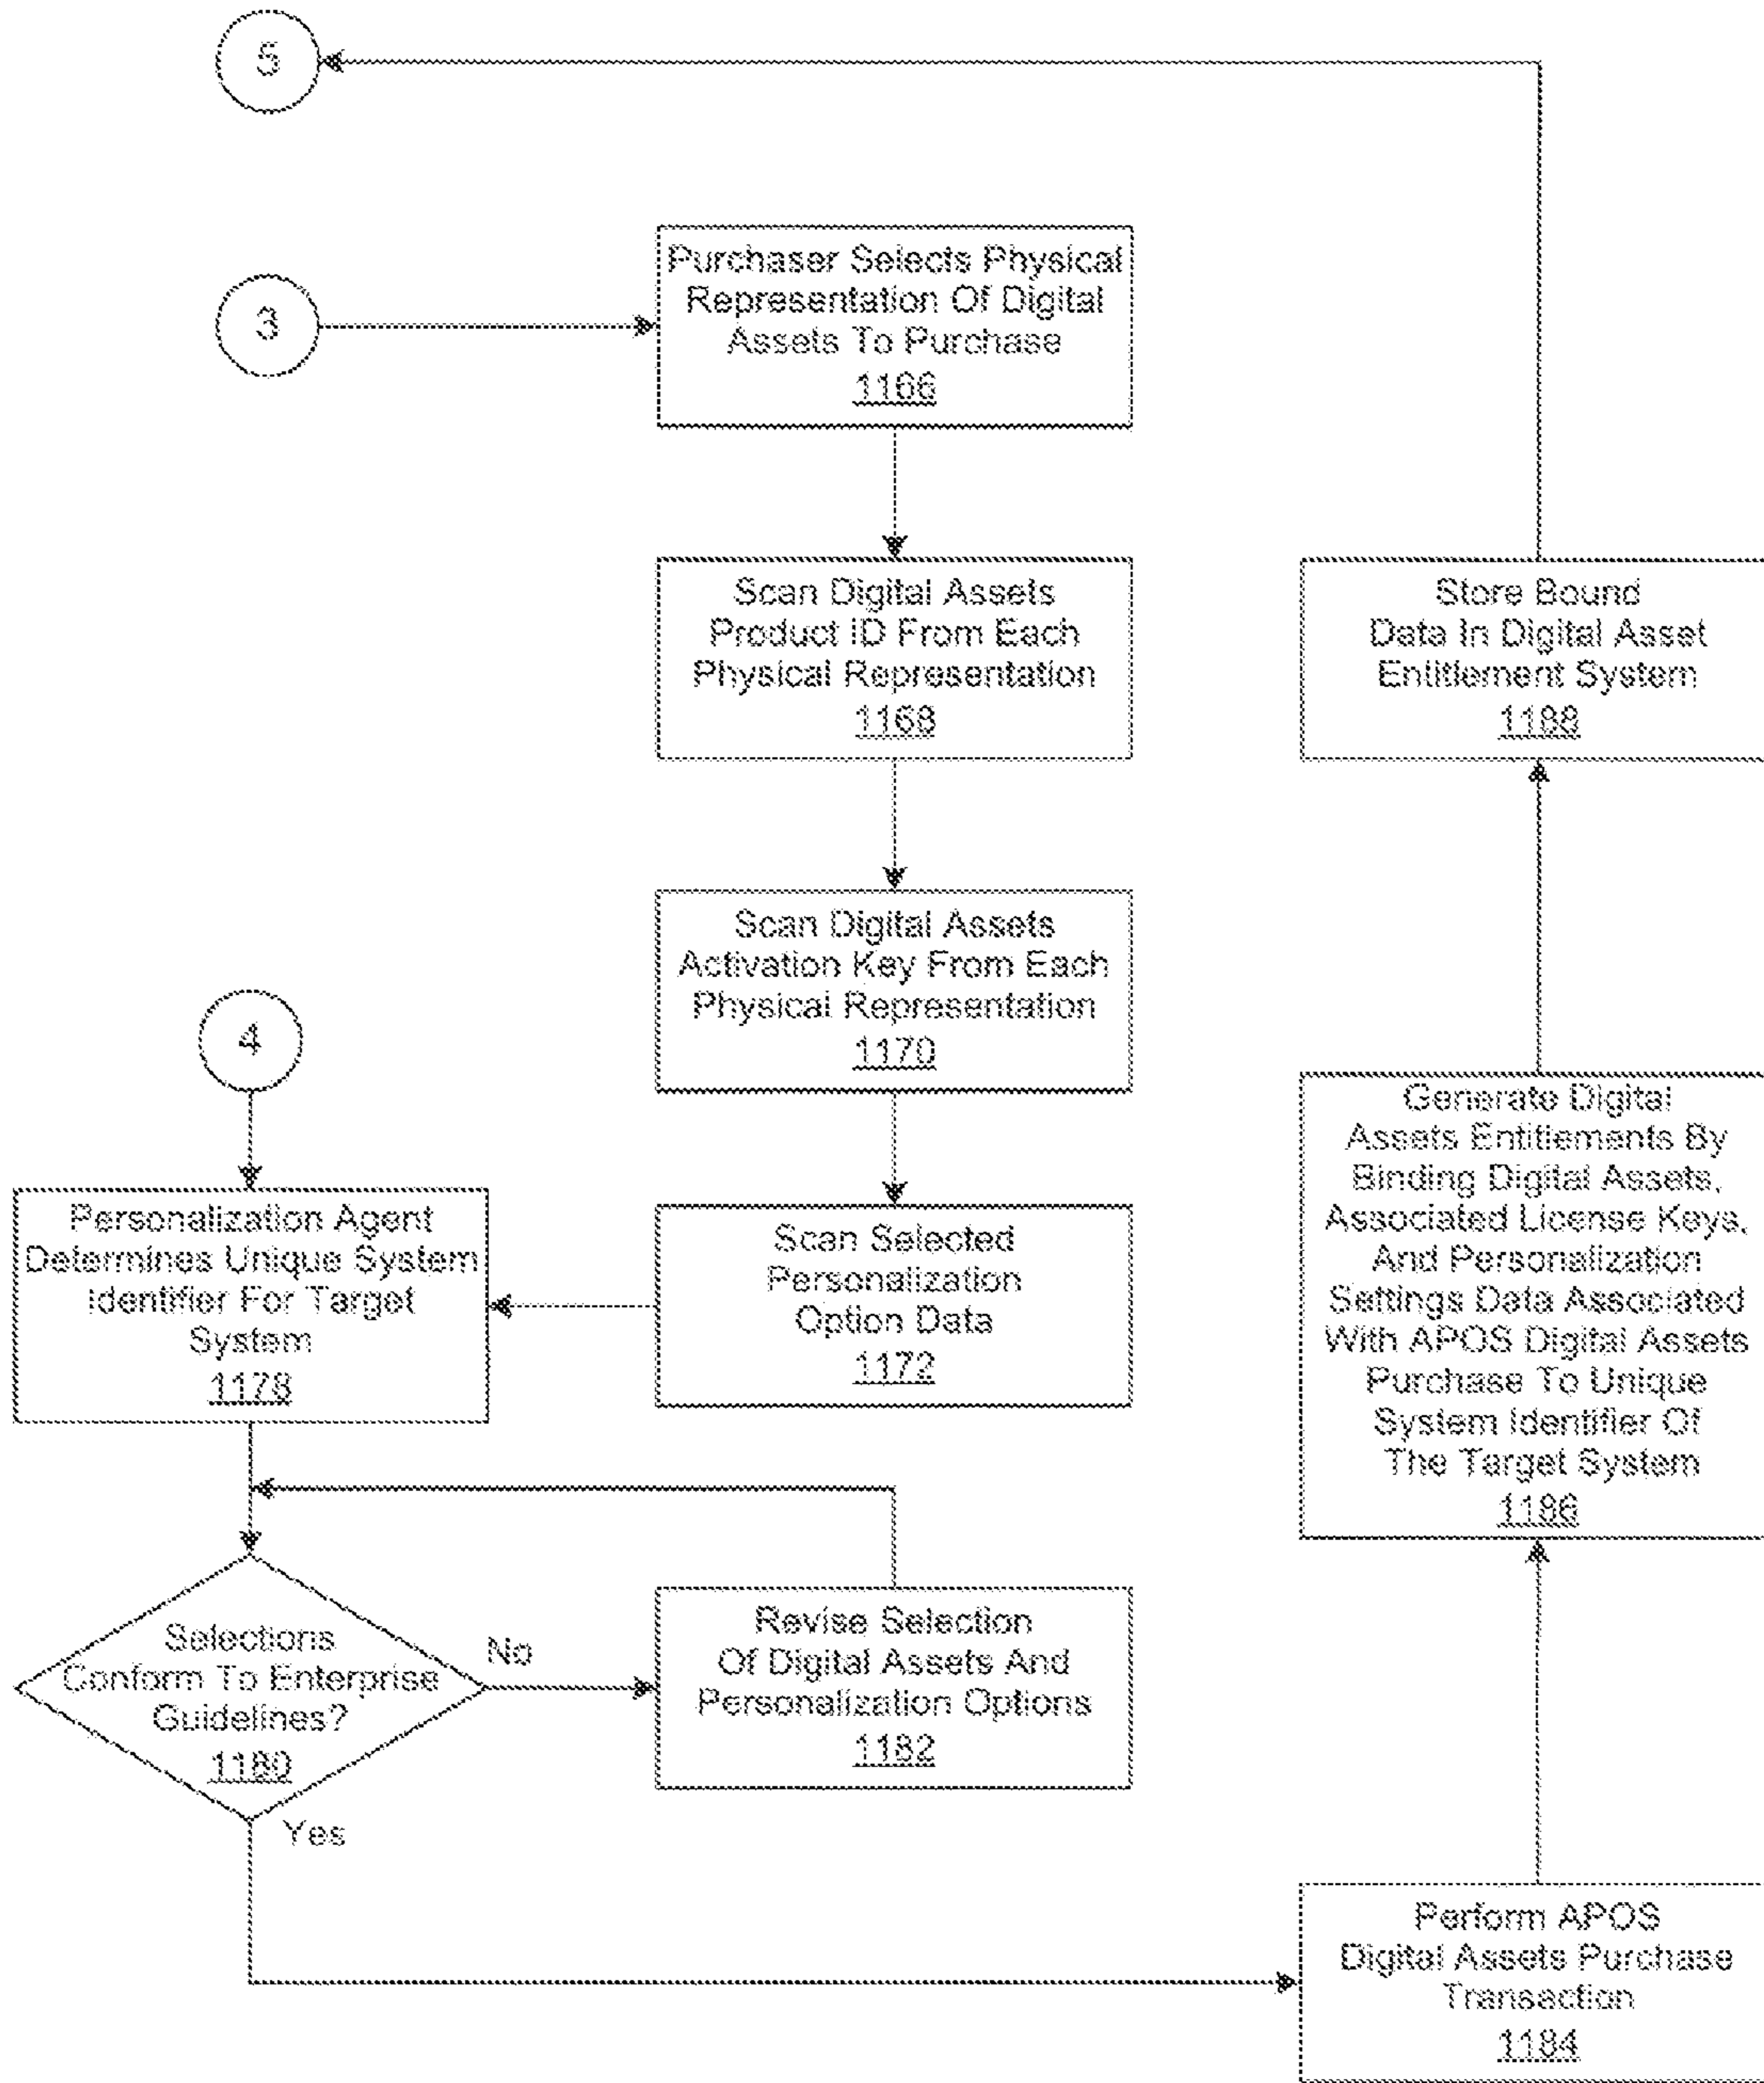 5
3
Purchaser Selects Physical
Representation Of Digital
Assets To Purchase
1166
Scan Digital Assets
Product ID From Each
Physical Representation
1168
Scan Digital Assets
Activation Key From Each
Physical Representation
1170
4
Scan Selected
Personalization
Option Data
1172
Personalization Agent
Determines Unique System
Identifier For Target
System
1178
Selections
Conform To Enterprise
Guidelines?
1180
No
Yes
Revise Selection
Of Digital Assets And
Personalization Options
1182
Perform APOS
Digital Assets Purchase
Transaction
1184
Generate Digital
Assets Entitlements By
Binding Digital Assets,
Associated License Keys,
And Personalization
Settings Data Associated
With APOS Digital Assets
Purchase To Unique
System Identifier Of
The Target System
1186
Store Bound
Data In Digital Asset
Entitlement System
1188